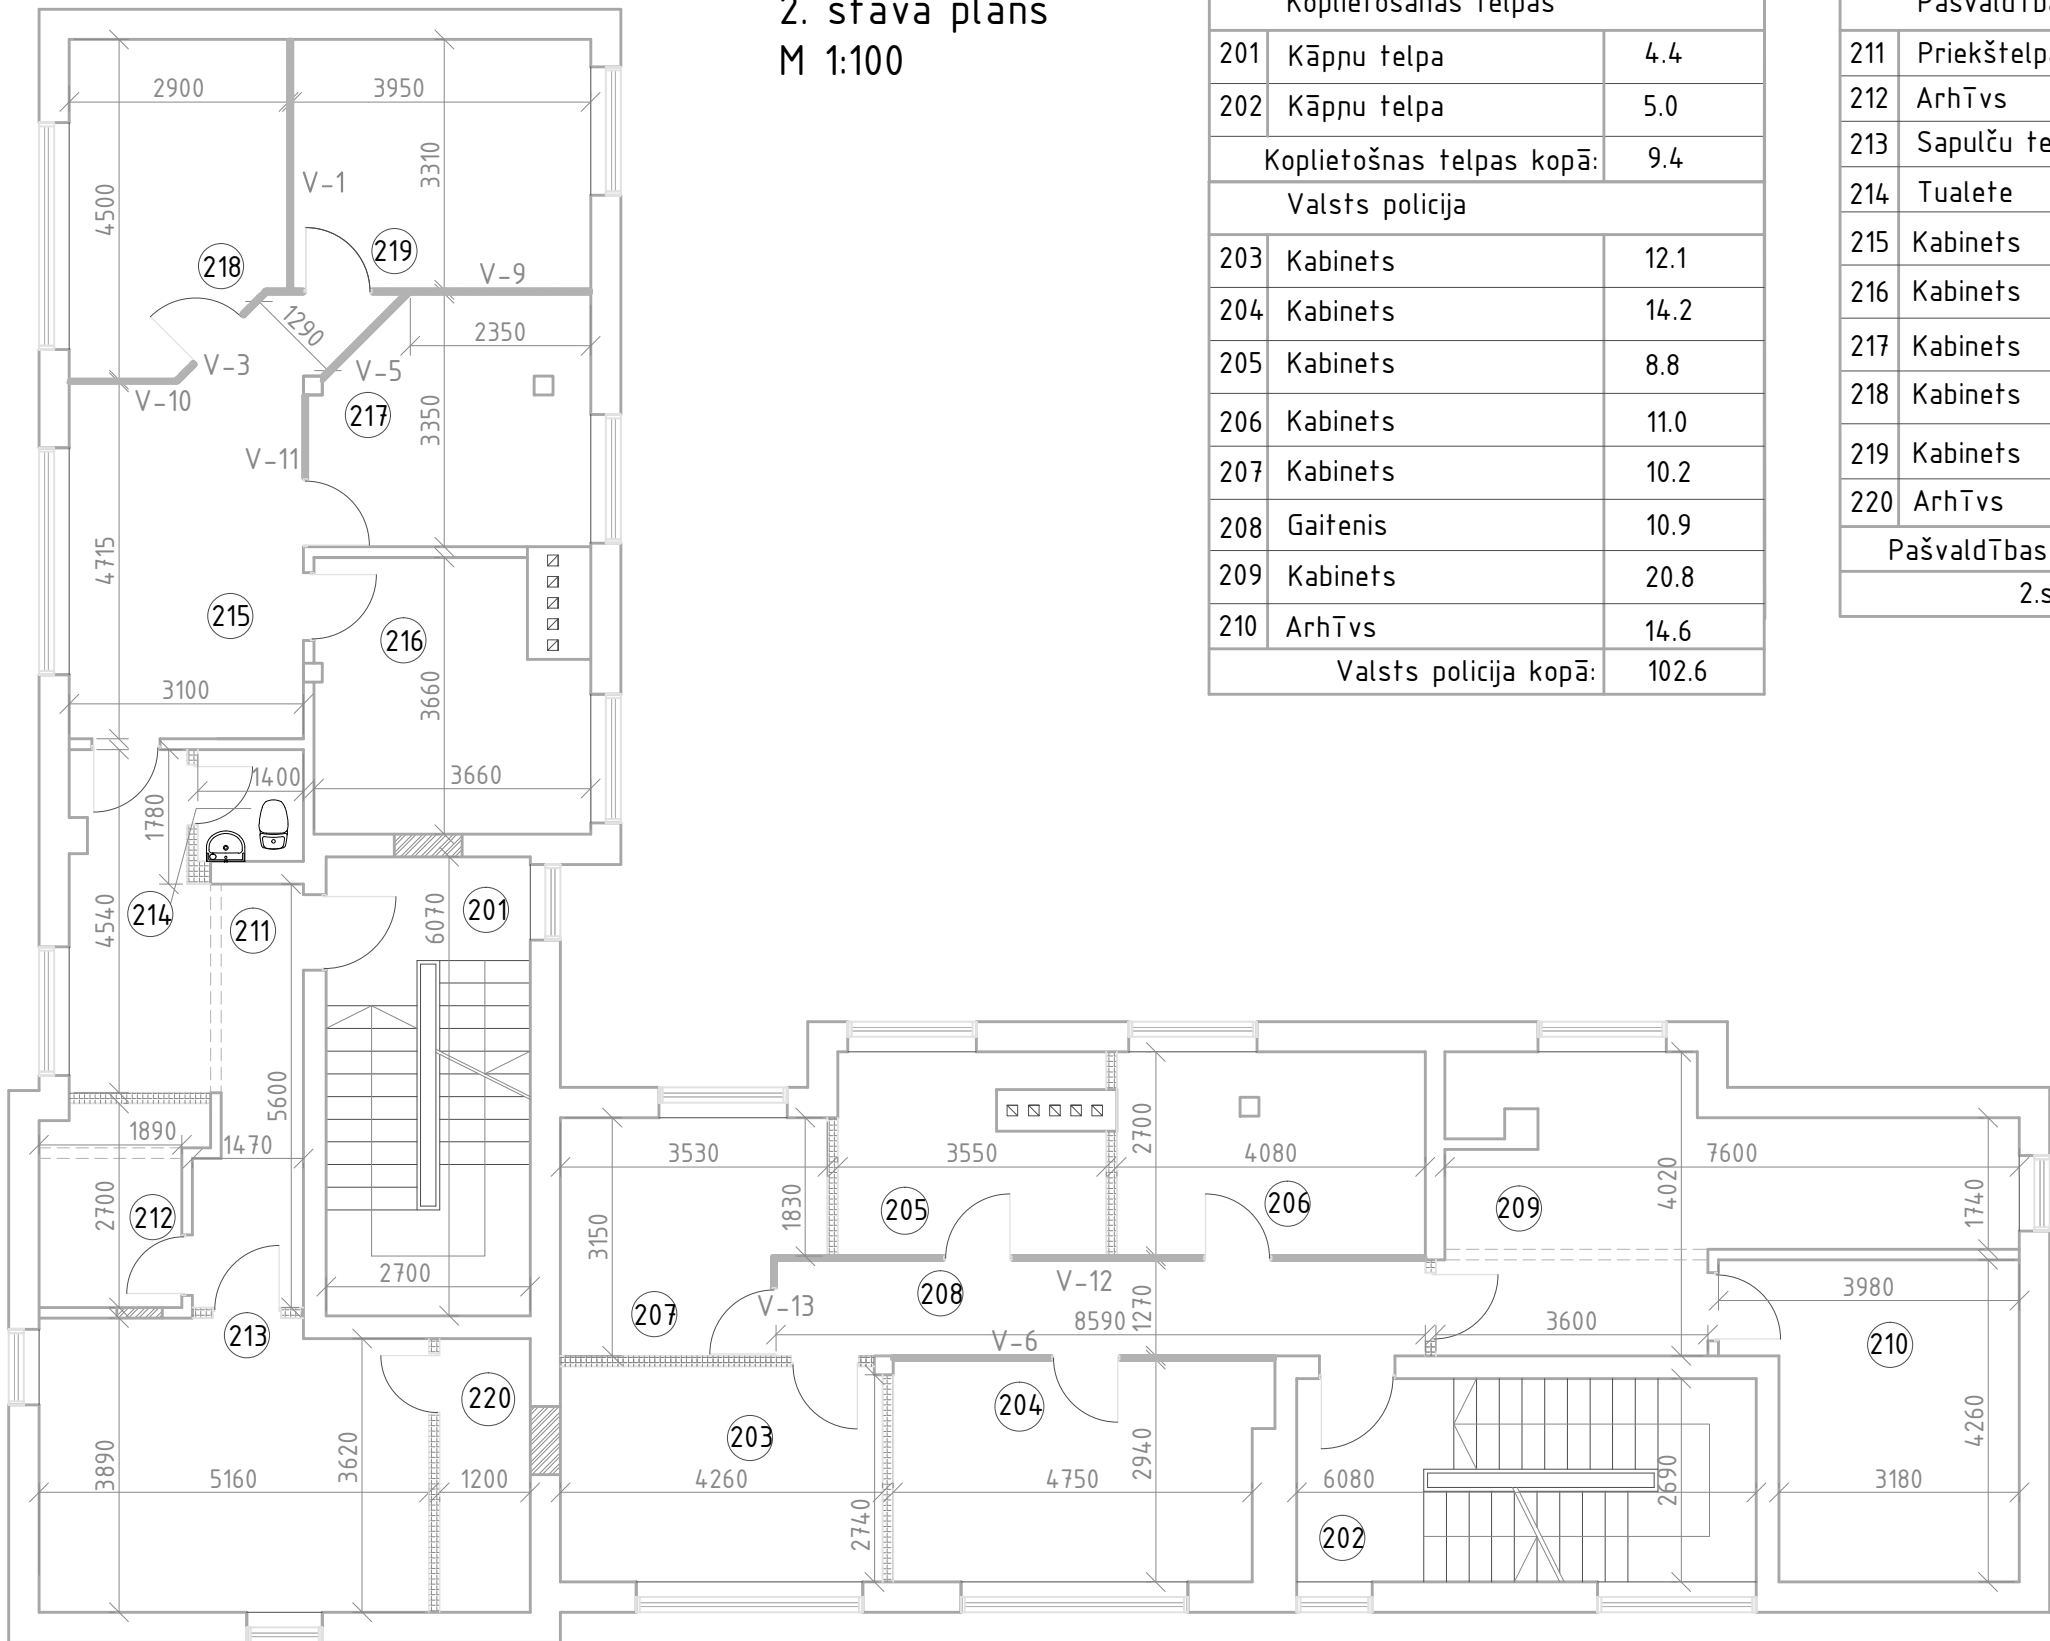 2. stāva plāns
M 1:100
Koplietošanas telpas
201 Kāpņu telpa 4.4
202 Kāpņu telpa 5.0
Koplietošnas telpas kopā: 9.4
Valsts policija
203 Kabinets 12.1
204 Kabinets 14.2
205 Kabinets 8.8
206 Kabinets 11.0
207 Kabinets 10.2
208 Gaitenis 10.9
209 Kabinets 20.8
210 Arhīvs 14.6
Valsts policija kopā: 102.6
211
212 Arhīvs
213 Sapulču
214 Tualete
215 Kabinets
216 Kabinets
217 Kabinets
218 Kabinets
219 Kabinets
220 Arhīvs
Pašvaldības
2900
3950
3310
V-1
4500
218
219
V-9
1290
2350
V-3
V-5
V-10
217
3350
V-11
4715
215
216
3660
3100
1400
3660
1780
214
211
201
4540
6070
5600
1890
1470
2700
212
2700
213
220
3620
3890
5160
1200
3530
3550
2700
4080
4020
7600
3150
1830
205
206
209
1740
207
208
V-12
V-13
8590
1270
3600
3980
V-6
210
203
204
4260
4750
2940
2740
6080
2690
3180
4260
202